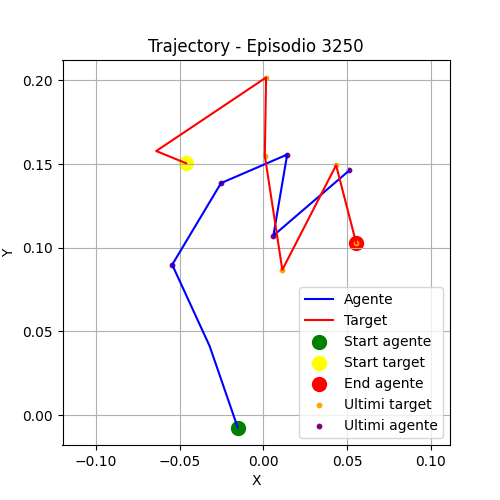 Trajectory - Episodio 3250
Y
0.20
0.15
0.10
0.05
0.00
−0.10
−0.05
0.00
0.05
0.10
X
Agente
Target
Start agente
Start target
End agente
Ultimi target
Ultimi agente